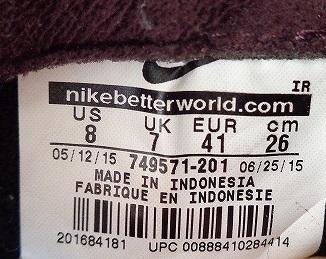 IR
nikebetterworld.com
US UK EUR cm
8 7 41 26
05/12/15 749571-201 06/25/15
MADE IN INDONESIA
FABRIQUE EN INDONESIE
201684181 UPC 00888410284414